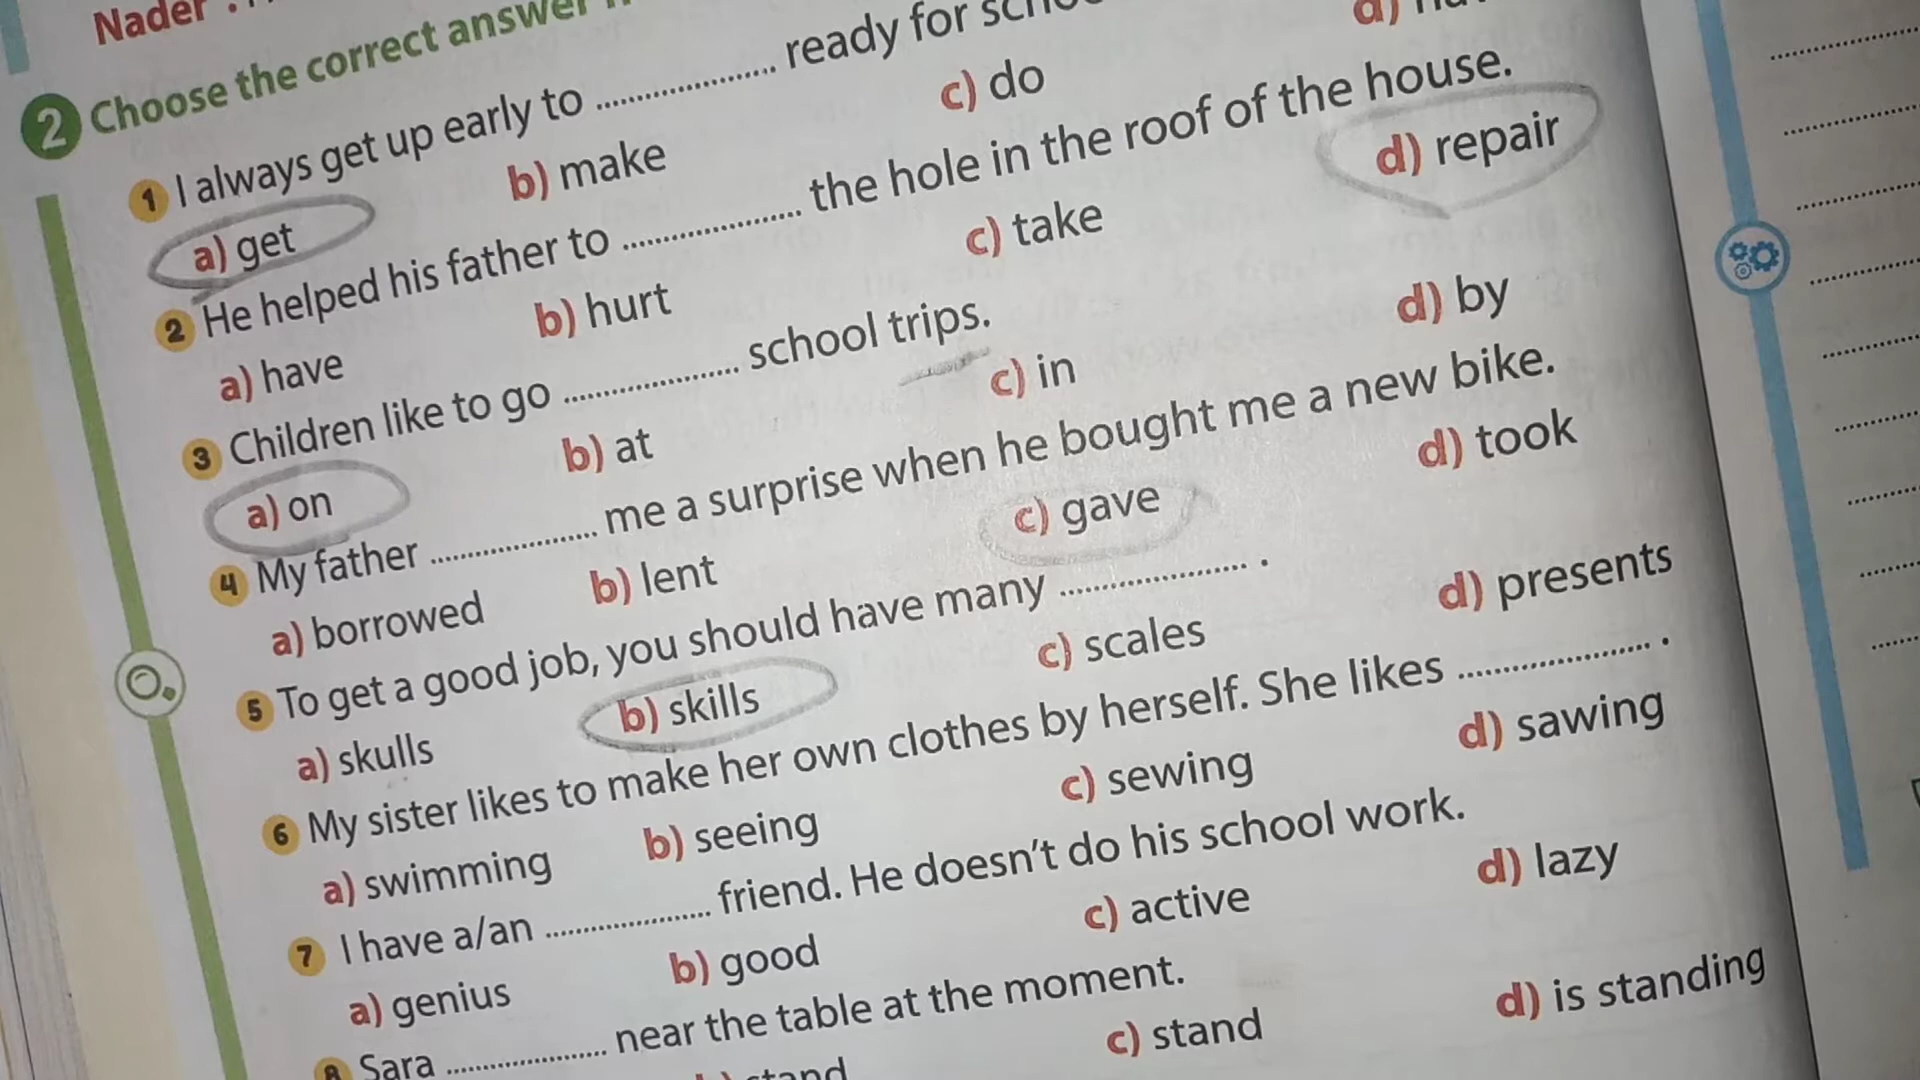 Nader :
2 Choose the correct answer
1 I always get up early to .................. ready for
a) get b) make c) do d)
2 He helped his father to .................. the hole in the roof of the house.
a) have b) hurt c) take d) repair
3 Children like to go .................. school trips.
a) on b) at c) in d) by
4 My father .................. me a surprise when he bought me a new bike.
a) borrowed b) lent c) gave d) took
5 To get a good job, you should have many .................. .
a) skulls b) skills c) scales d) presents
6 My sister likes to make her own clothes by herself. She likes .................. .
a) swimming b) seeing c) sewing d) sawing
7 I have a/an .................. friend. He doesn't do his school work.
a) genius b) good c) active d) lazy
8 Sara .................. near the table at the moment.
c) stand d) is standing